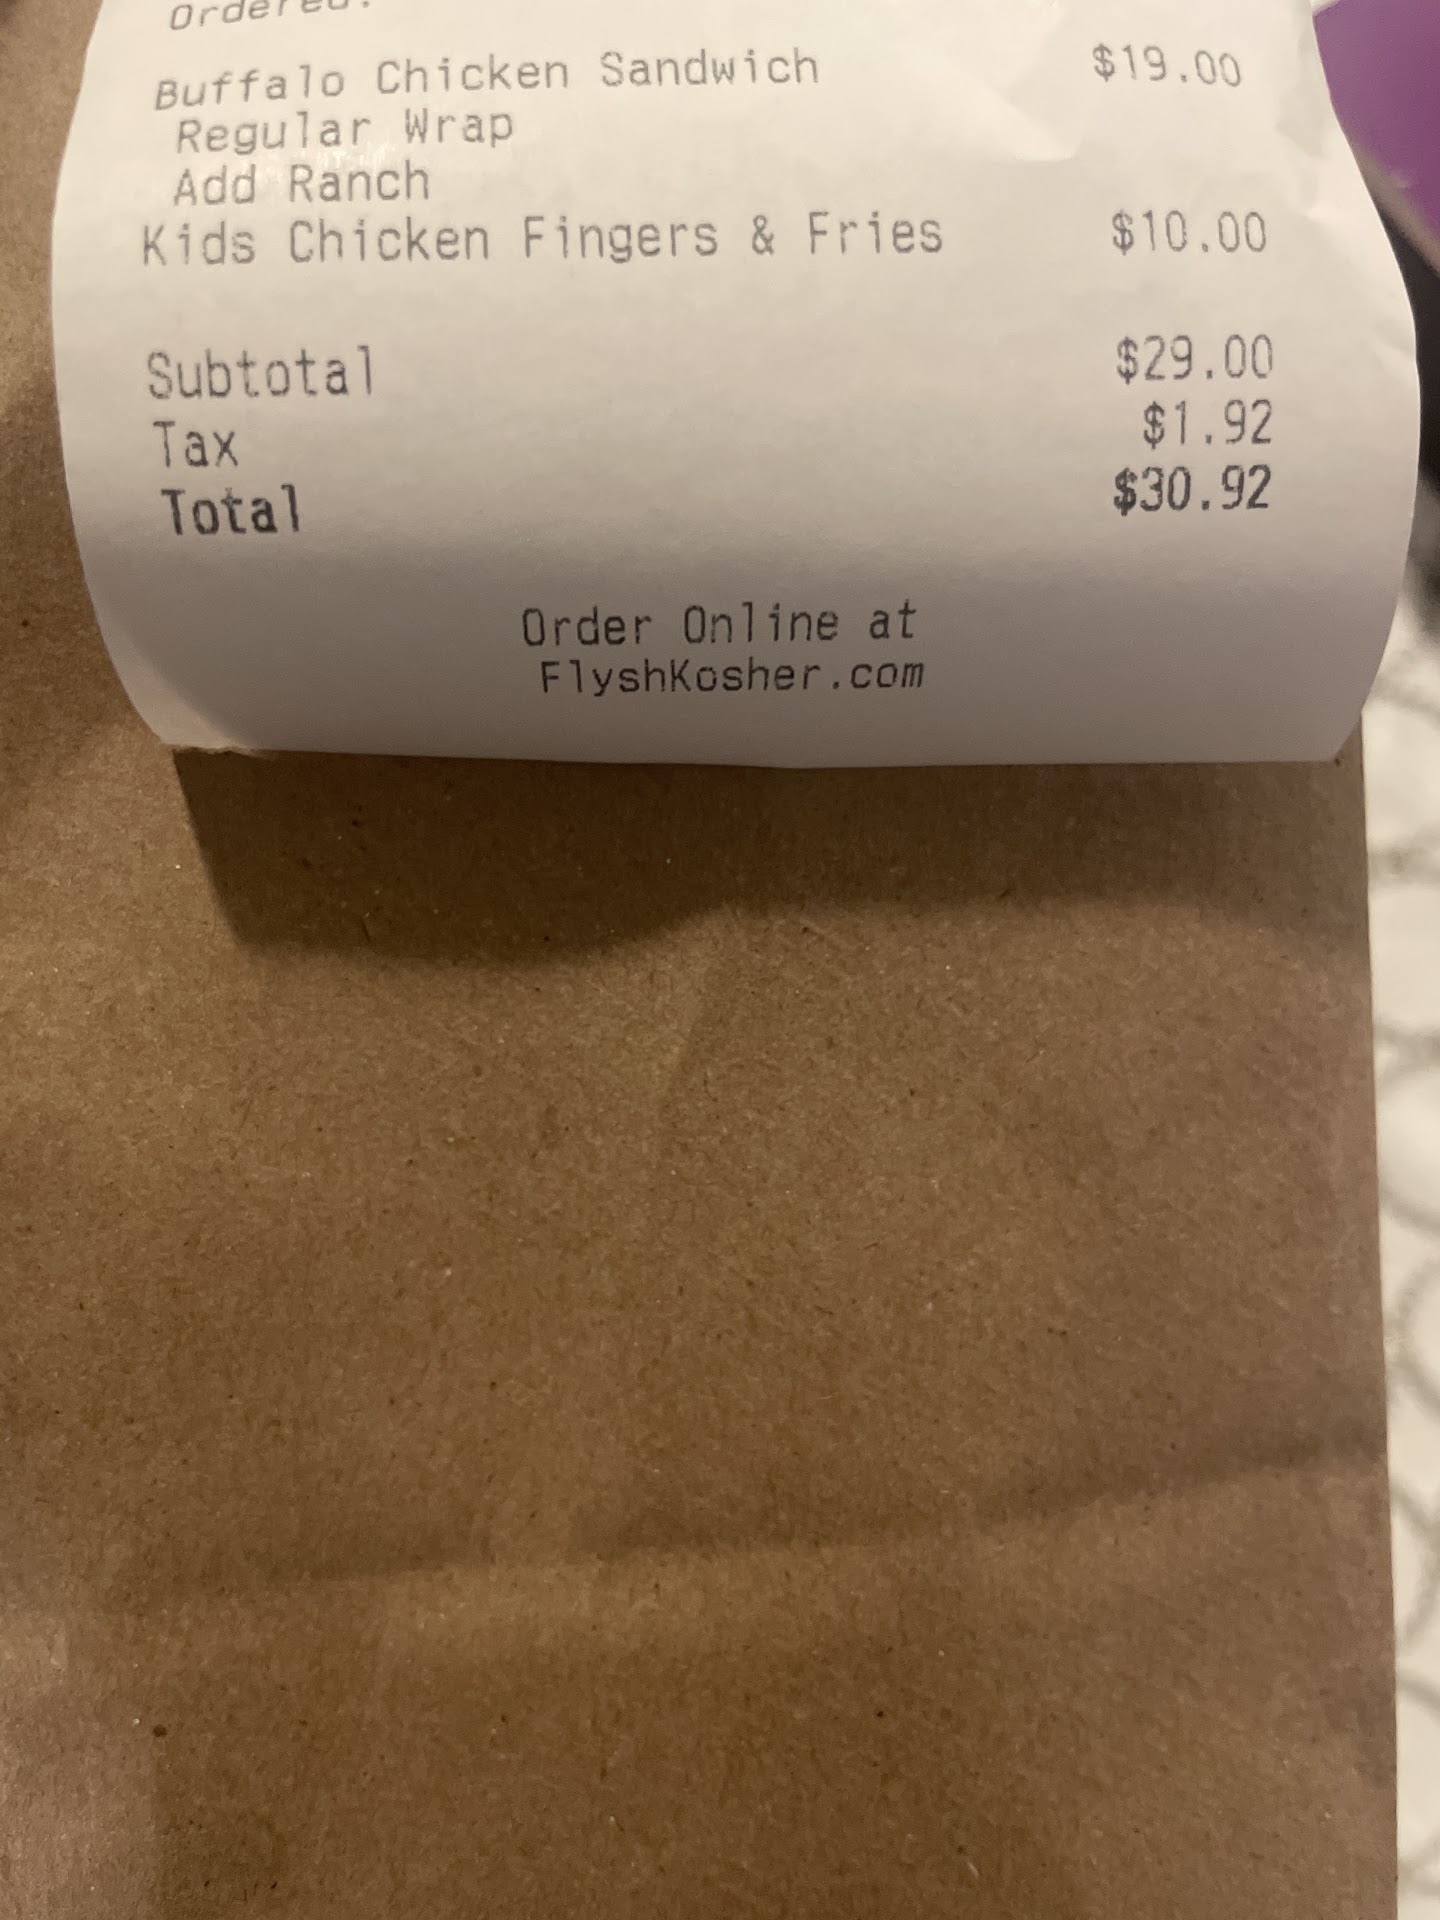 Ordered:
Buffalo Chicken Sandwich $19.00
Regular Wrap
Add Ranch
Kids Chicken Fingers & Fries $10.00
Subtotal $29.00
Tax $1.92
Total $30.92
Order Online at
FlyshKosher.com